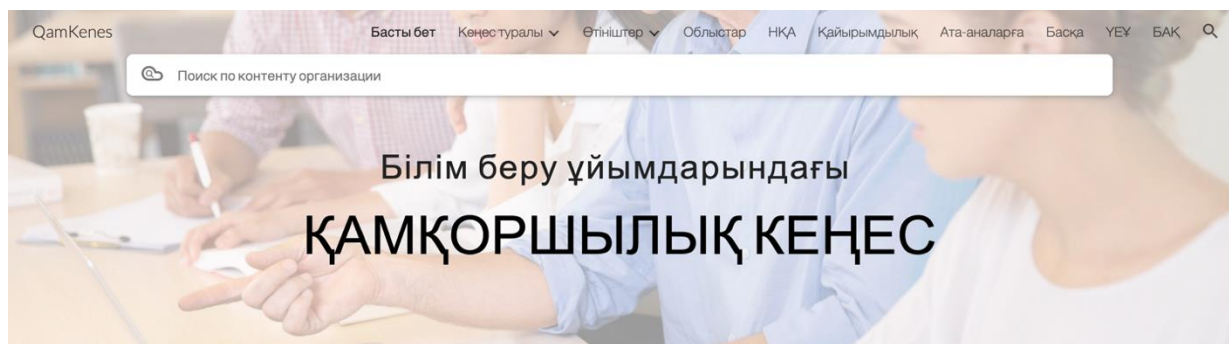 QamKenes Басты бет Кеңес туралы Өтініштер Облыстар НҚА Қайырымдылық Ата-аналарға Басқа ҮЕҰ БАҚ
Поиск по контенту организации
Білім беру ұйымдарындағы
ҚАМҚОРШЫЛЫҚ КЕҢЕС